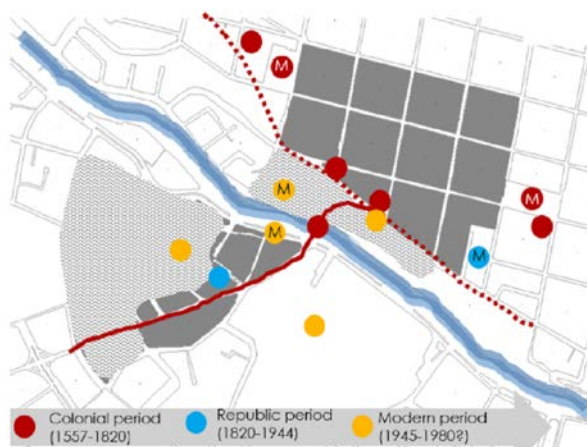 M
M
M
M
M
Colonial period
(1557-1820)
Republic period
(1820-1944)
Modern period
(1945-1980?)